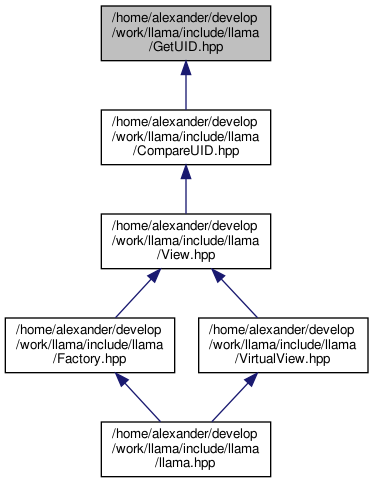 /home/alexander/develop
/work/llama/include/llama
/GetUID.hpp
/home/alexander/develop
/work/llama/include/llama
/CompareUID.hpp
/home/alexander/develop
/work/llama/include/llama
/View.hpp
/home/alexander/develop
/work/llama/include/llama
/Factory.hpp
/home/alexander/develop
/work/llama/include/llama
/VirtualView.hpp
/home/alexander/develop
/work/llama/include/llama
/llama.hpp